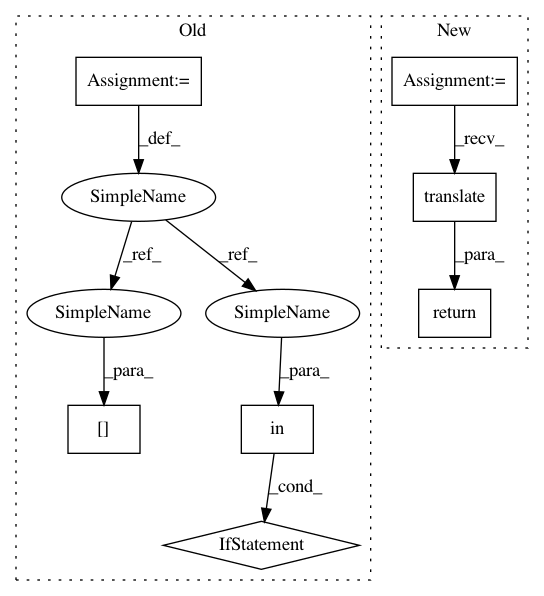 Old
New
Assignment:=
Assignment:=
_def_
_recv_
SimpleName
translate
_ref_
_ref_
_para_
SimpleName
SimpleName
return
_para_
_para_
[]
in
_cond_
IfStatement